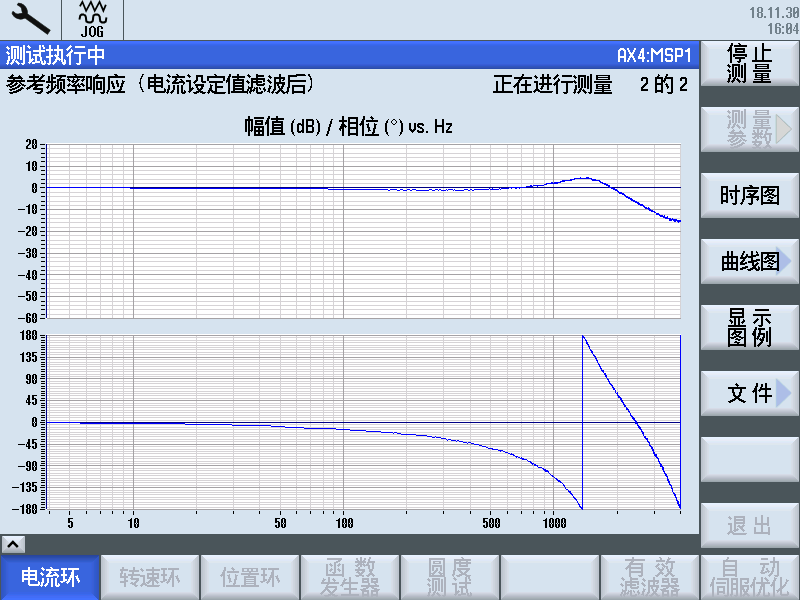 JOG
18.11.30
16:04
测试执行中
AX4:MSP1
参考频率响应（电流设定值滤波后）
正在进行测量 2 的 2
幅值 (dB) / 相位 (°) vs. Hz
20
10
0
-10
-20
-30
-40
-50
-60
180
135
90
45
0
-45
-90
-135
-180
5 10 50 100 500 1000
停止
测量
测量
参数
时序图
曲线图
显示
图例
文件
退出
电流环
转速环
位置环
函数
发生器
圆度
测试
有效
滤波器
自动
伺服优化